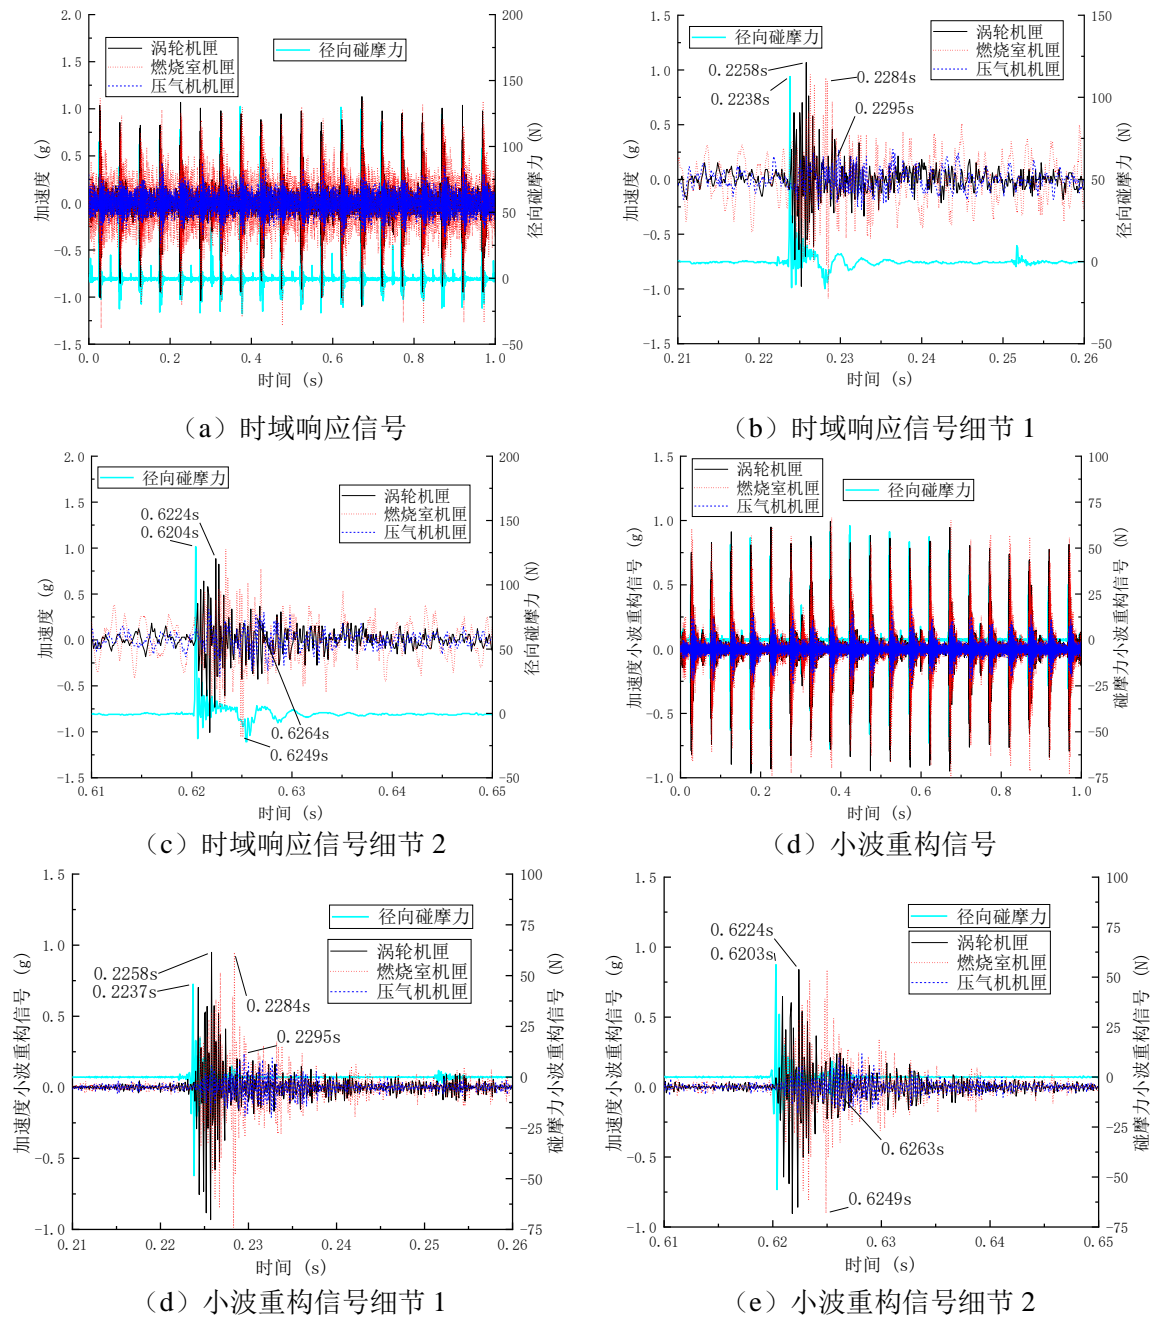 2.0
1.5
1.0
0.5
0.0
-0.5
-1.0
-1.5
加速度 (g)
涡轮机匣
燃烧室机匣
压气机机匣
径向碰摩力
200
150
100
50
0
-50
径向碰摩力 (N)
0.0 0.2 0.4 0.6 0.8 1.0
时间 (s)
(a)时域响应信号
1.5
1.0
0.5
0.0
-0.5
-1.0
-1.5
加速度 (g)
径向碰摩力
涡轮机匣
燃烧室机匣
压气机机匣
0.2258s
0.2238s
0.2284s
0.2295s
150
100
50
0
-50
径向碰摩力 (N)
0.21 0.22 0.23 0.24 0.25 0.26
时间 (s)
(b)时域响应信号细节 1
2.0
1.5
1.0
0.5
0.0
-0.5
-1.0
-1.5
加速度 (g)
径向碰摩力
涡轮机匣
燃烧室机匣
压气机机匣
0.6224s
0.6204s
0.6264s
0.6249s
200
150
100
50
0
-50
径向碰摩力 (N)
0.61 0.62 0.63 0.64 0.65
时间 (s)
(c)时域响应信号细节 2
1.5
1.0
0.5
0.0
-0.5
-1.0
加速度小波重构信号 (g)
涡轮机匣
燃烧室机匣
压气机机匣
径向碰摩力
100
75
50
25
0
-25
-50
-75
碰摩力小波重构信号 (N)
0.0 0.2 0.4 0.6 0.8 1.0
时间 (s)
(d)小波重构信号
1.5
1.0
0.5
0.0
-0.5
-1.0
加速度小波重构信号 (g)
径向碰摩力
涡轮机匣
燃烧室机匣
压气机机匣
0.2258s
0.2237s
0.2284s
0.2295s
100
75
50
25
0
-25
-50
-75
碰摩力小波重构信号 (N)
0.21 0.22 0.23 0.24 0.25 0.26
时间 (s)
(d)小波重构信号细节 1
1.5
1.0
0.5
0.0
-0.5
-1.0
加速度小波重构信号 (g)
径向碰摩力
涡轮机匣
燃烧室机匣
压气机机匣
0.6224s
0.6203s
0.6263s
0.6249s
100
75
50
25
0
-25
-50
-75
碰摩力小波重构信号 (N)
0.61 0.62 0.63 0.64 0.65
时间 (s)
(e)小波重构信号细节 2